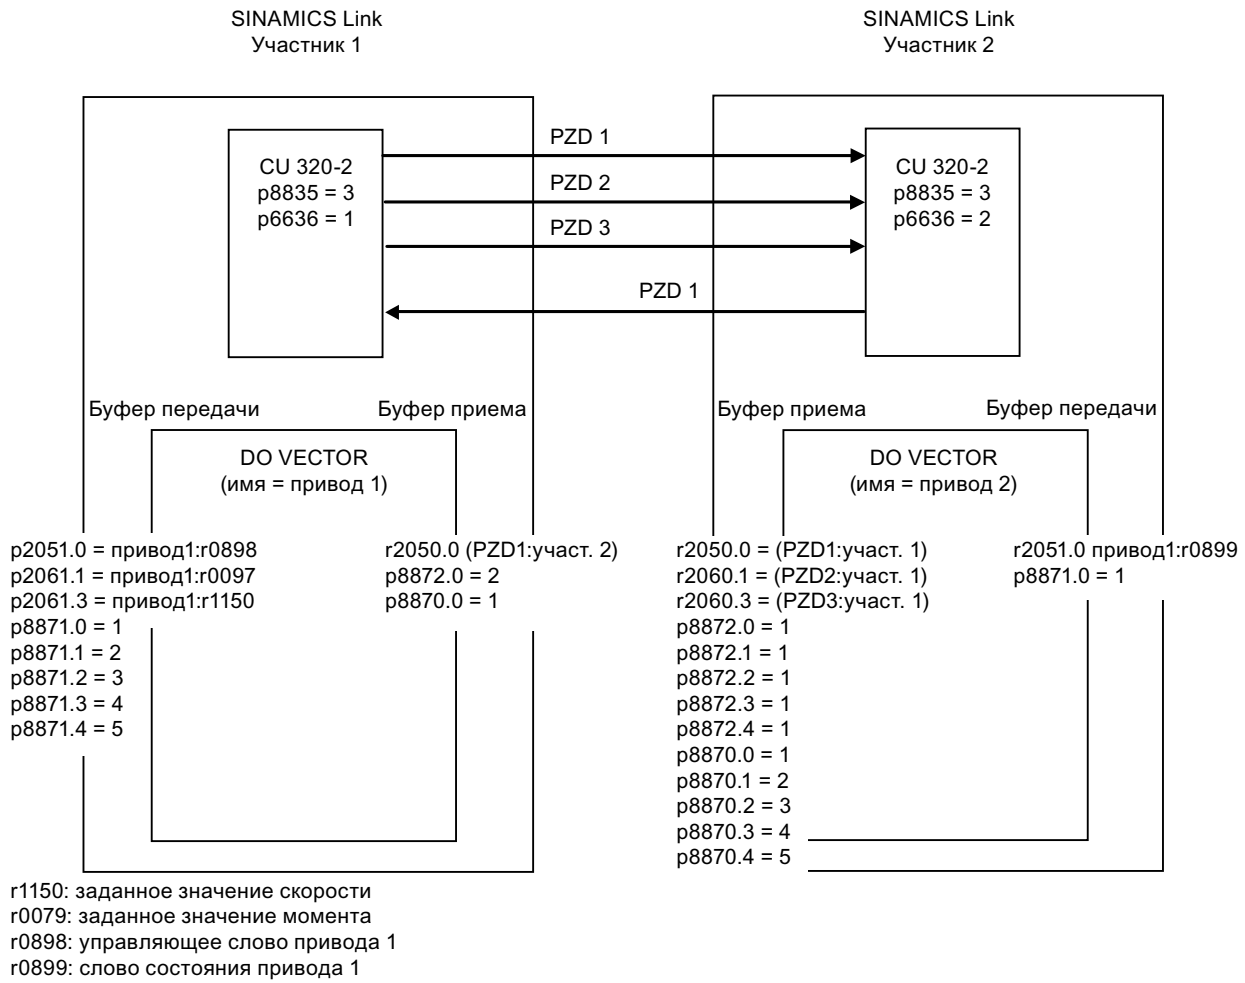 SINAMICS Link
Участник 1
SINAMICS Link
Участник 2
CU 320-2
p8835 = 3
p6636 = 1
PZD 1
PZD 2
PZD 3
PZD 1
CU 320-2
p8835 = 3
p6636 = 2
Буфер передачи
Буфер приема
DO VECTOR
(имя = привод 1)
p2051.0 = привод1:r0898
p2061.1 = привод1:r0097
p2061.3 = привод1:r1150
p8871.0 = 1
p8871.1 = 2
p8871.2 = 3
p8871.3 = 4
p8871.4 = 5
r2050.0 (PZD1:участ. 2)
p8872.0 = 2
p8870.0 = 1
Буфер приема
Буфер передачи
DO VECTOR
(имя = привод 2)
r2050.0 = (PZD1:участ. 1)
r2060.1 = (PZD2:участ. 1)
r2060.3 = (PZD3:участ. 1)
p8872.0 = 1
p8872.1 = 1
p8872.2 = 1
p8872.3 = 1
p8872.4 = 1
p8870.0 = 1
p8870.1 = 2
p8870.2 = 3
p8870.3 = 4
p8870.4 = 5
r2051.0 привод1:r0899
p8871.0 = 1
r1150: заданное значение скорости
r0079: заданное значение момента
r0898: управляющее слово привода 1
r0899: слово состояния привода 1